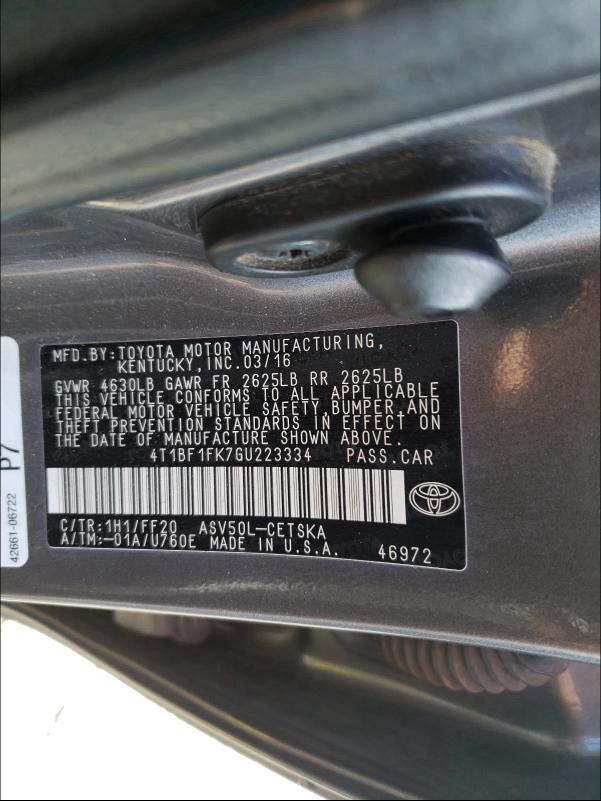 MFD.BY:TOYOTA MOTOR MANUFACTURING,
KENTUCKY,INC.03/16
GVWR 4630LB GAWR FR 2625LB RR 2625LB
THIS VEHICLE CONFORMS TO ALL APPLICABLE
FEDERAL MOTOR VEHICLE SAFETY,BUMPER,AND
THEFT PREVENTION STANDARDS IN EFFECT ON
THE DATE OF MANUFACTURE SHOWN ABOVE.
4T1BF1FK7GU223334 PASS.CAR
C/TR:1H1/FF20 ASV50L-CETSKA
A/TM:-01A/U760E MADE IN U.S.A. 46972
P7
42661-06722